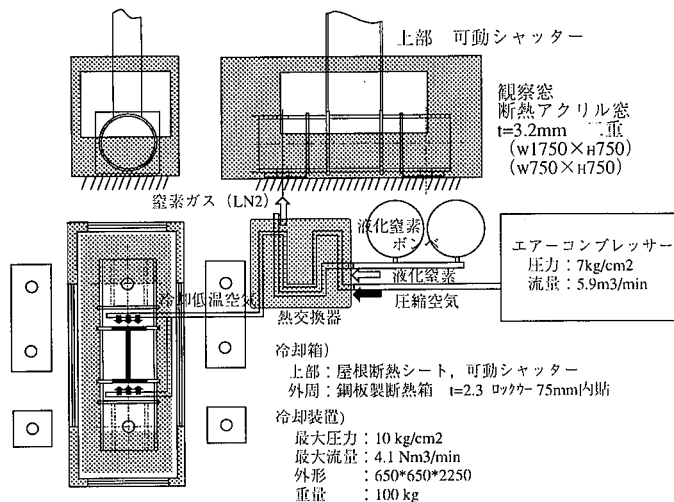 上部　可動シャッター
観察窓
断熱アクリル窓
t=3.2mm 二重
(W1750×H750)
(W750×H750)
窒素ガス (LN2)
液化窒素
ボンベ
エアーコンプレッサー
圧力：7kg/cm2
流量：5.9m3/min
液化窒素
冷却低温空気
圧縮空気
熱交換器
冷却箱)
上部：屋根断熱シート，可動シャッター
外周：鋼板製断熱箱　t=2.3 ロックウー 75mm内貼
冷却装置)
最大圧力：10 kg/cm2
最大流量：4.1 Nm3/min
外形　　：650*650*2250
重量　　：100 kg